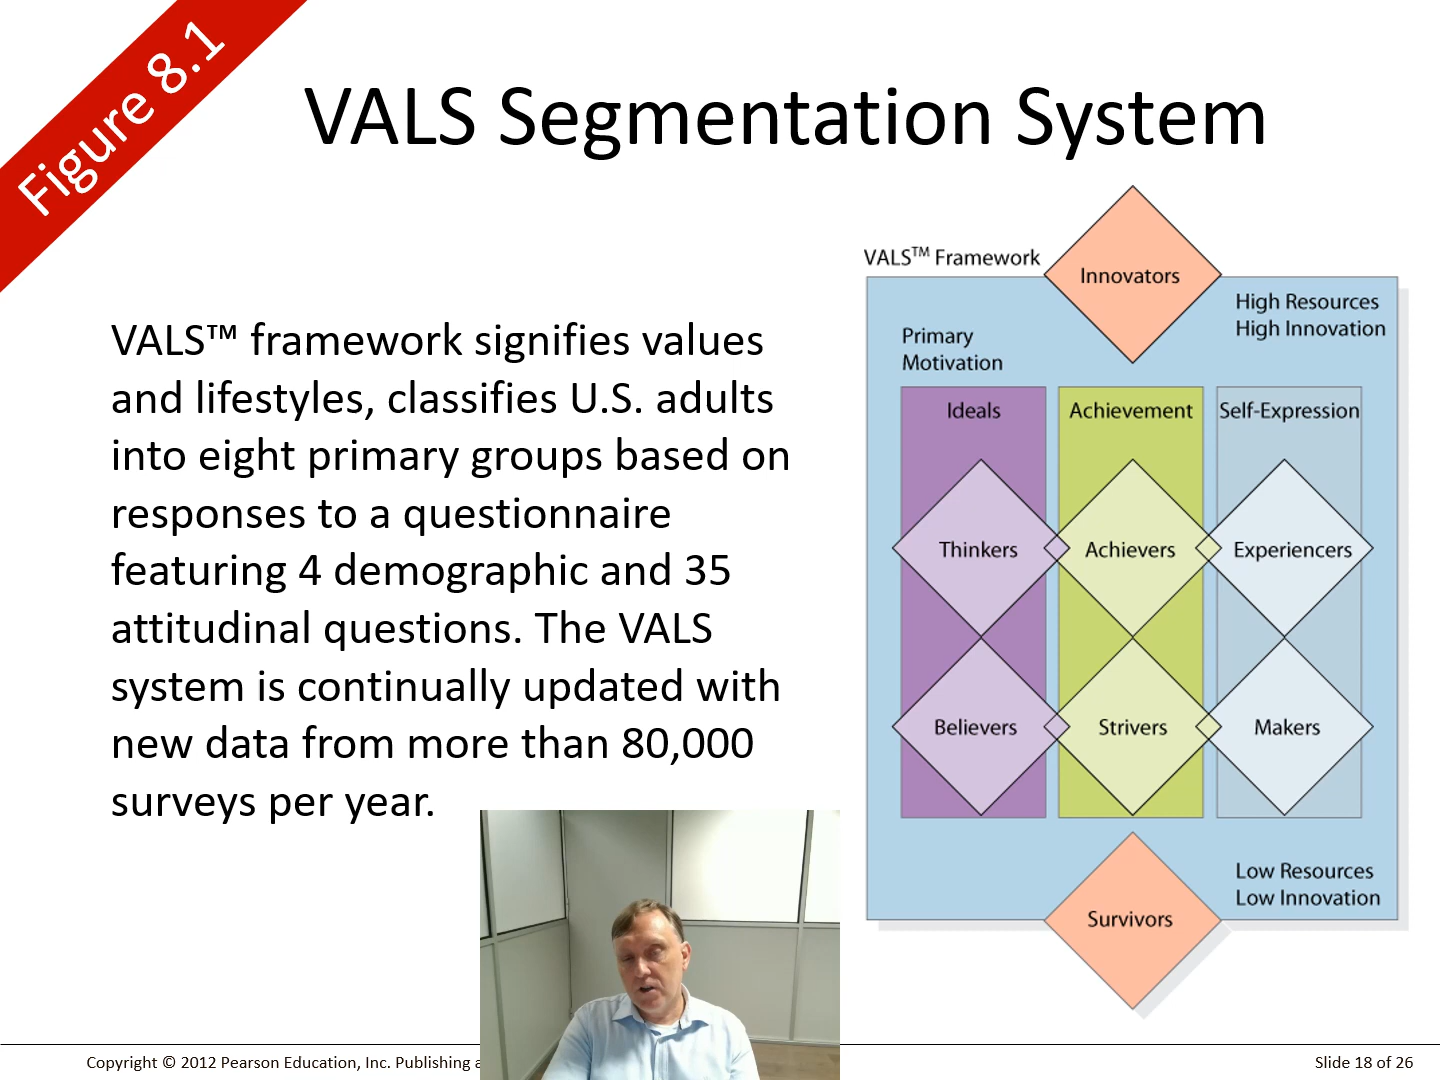 Figure 8.1
VALS Segmentation System
VALS™ framework signifies values
and lifestyles, classifies U.S. adults
into eight primary groups based on
responses to a questionnaire
featuring 4 demographic and 35
attitudinal questions. The VALS
system is continually updated with
new data from more than 80,000
surveys per year.
VALS™ Framework
Innovators
High Resources
High Innovation
Primary
Motivation
Ideals
Achievement
Self-Expression
Thinkers
Achievers
Experiencers
Believers
Strivers
Makers
Low Resources
Low Innovation
Survivors
Copyright © 2012 Pearson Education, Inc. Publishing
Slide 18 of 26